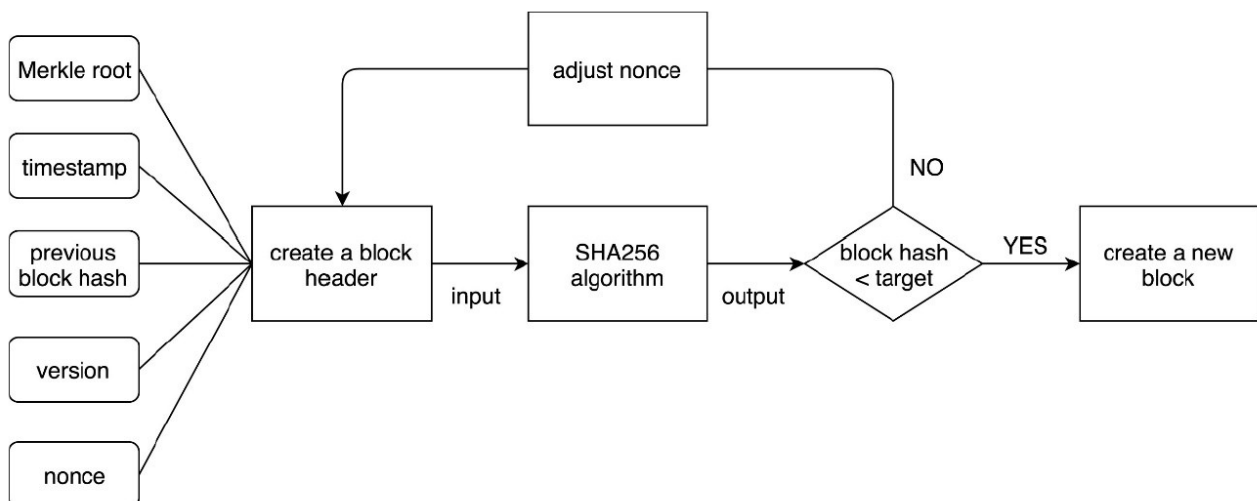 Merkle root
timestamp
previous
block hash
version
nonce
create a block
header
input
SHA256
algorithm
output
block hash
< target
NO
adjust nonce
YES
create a new
block